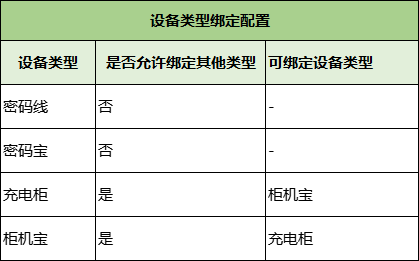 设备类型绑定配置
设备类型 是否允许绑定其他类型 可绑定设备类型
密码线 否 -
密码宝 否 -
充电柜 是 柜机宝
柜机宝 是 充电柜